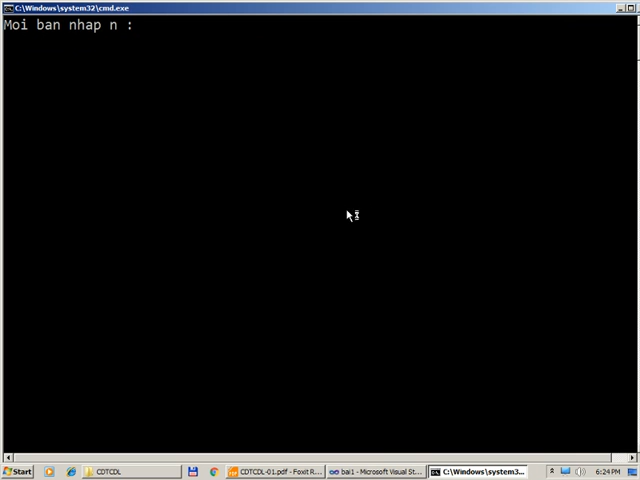 C:\Windows\system32\cmd.exe
Moi ban nhap n :
Start
CDTCDL
CDTCDL-01.pdf - Foxit R...
bai1 - Microsoft Visual St...
C:\Windows\system3...
6:24 PM